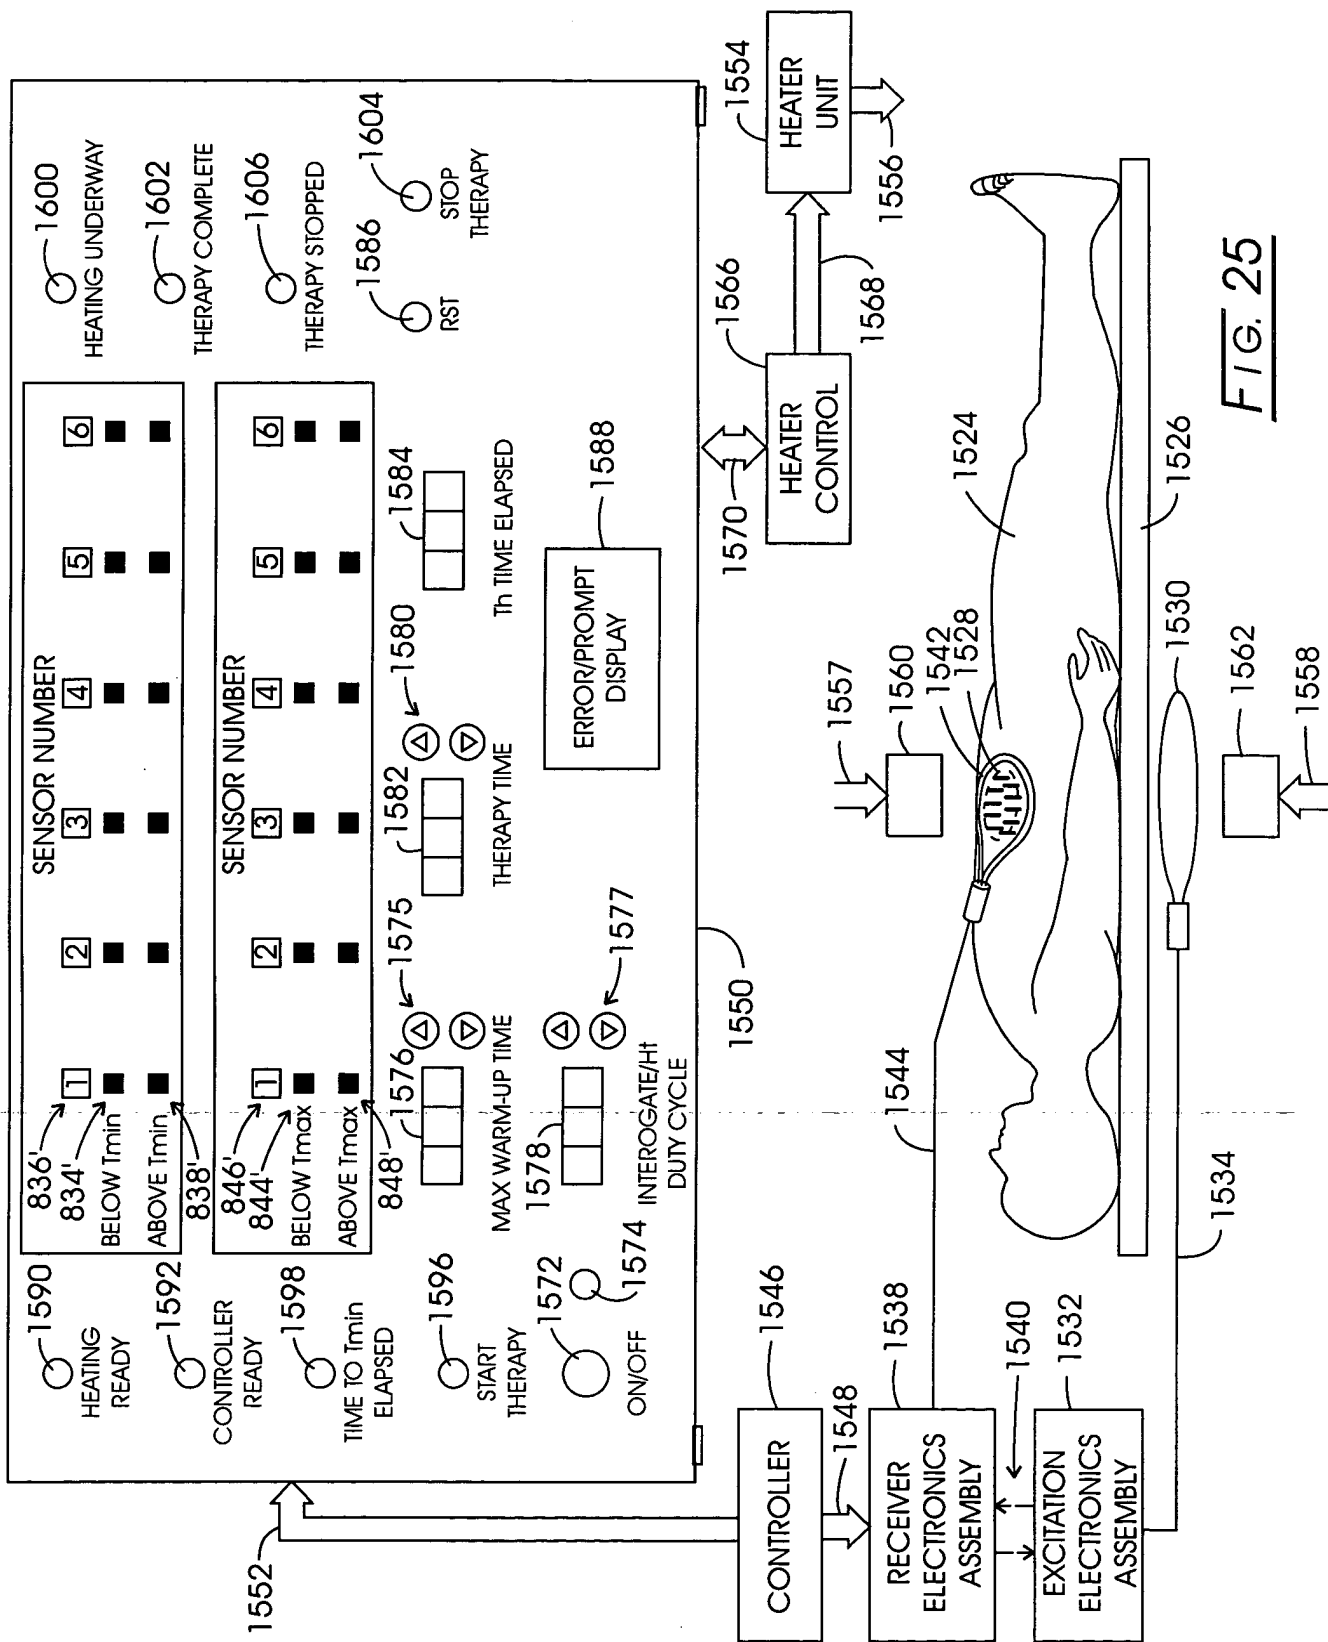 1590
HEATING
READY
1592
CONTROLLER
READY
1598
TIME TO Tmin
ELAPSED
1596
START
THERAPY
1572
1574
ON/OFF
SENSOR NUMBER
836'
1 2 3 4 5 6
834'
BELOW Tmin
ABOVE Tmin
838'
SENSOR NUMBER
846'
1 2 3 4 5 6
844'
BELOW Tmax
ABOVE Tmax
848'
1576
1575
MAX WARM-UP TIME
1578
1577
INTEROGATE/Ht
DUTY CYCLE
1582
1580
THERAPY TIME
1584
Th TIME ELAPSED
ERROR/PROMPT
DISPLAY
1588
1600
HEATING UNDERWAY
1602
THERAPY COMPLETE
1606
THERAPY STOPPED
1586
RST
1604
STOP
THERAPY
1550
1552
1570
HEATER
CONTROL
1566
1568
HEATER
UNIT
1554
1556
CONTROLLER
1546
1548
RECEIVER
ELECTRONICS
ASSEMBLY
1538
1540
EXCITATION
ELECTRONICS
ASSEMBLY
1532
1544
1534
1557
1560
1542
1528
1524
1526
1530
1562
1558
FIG. 25